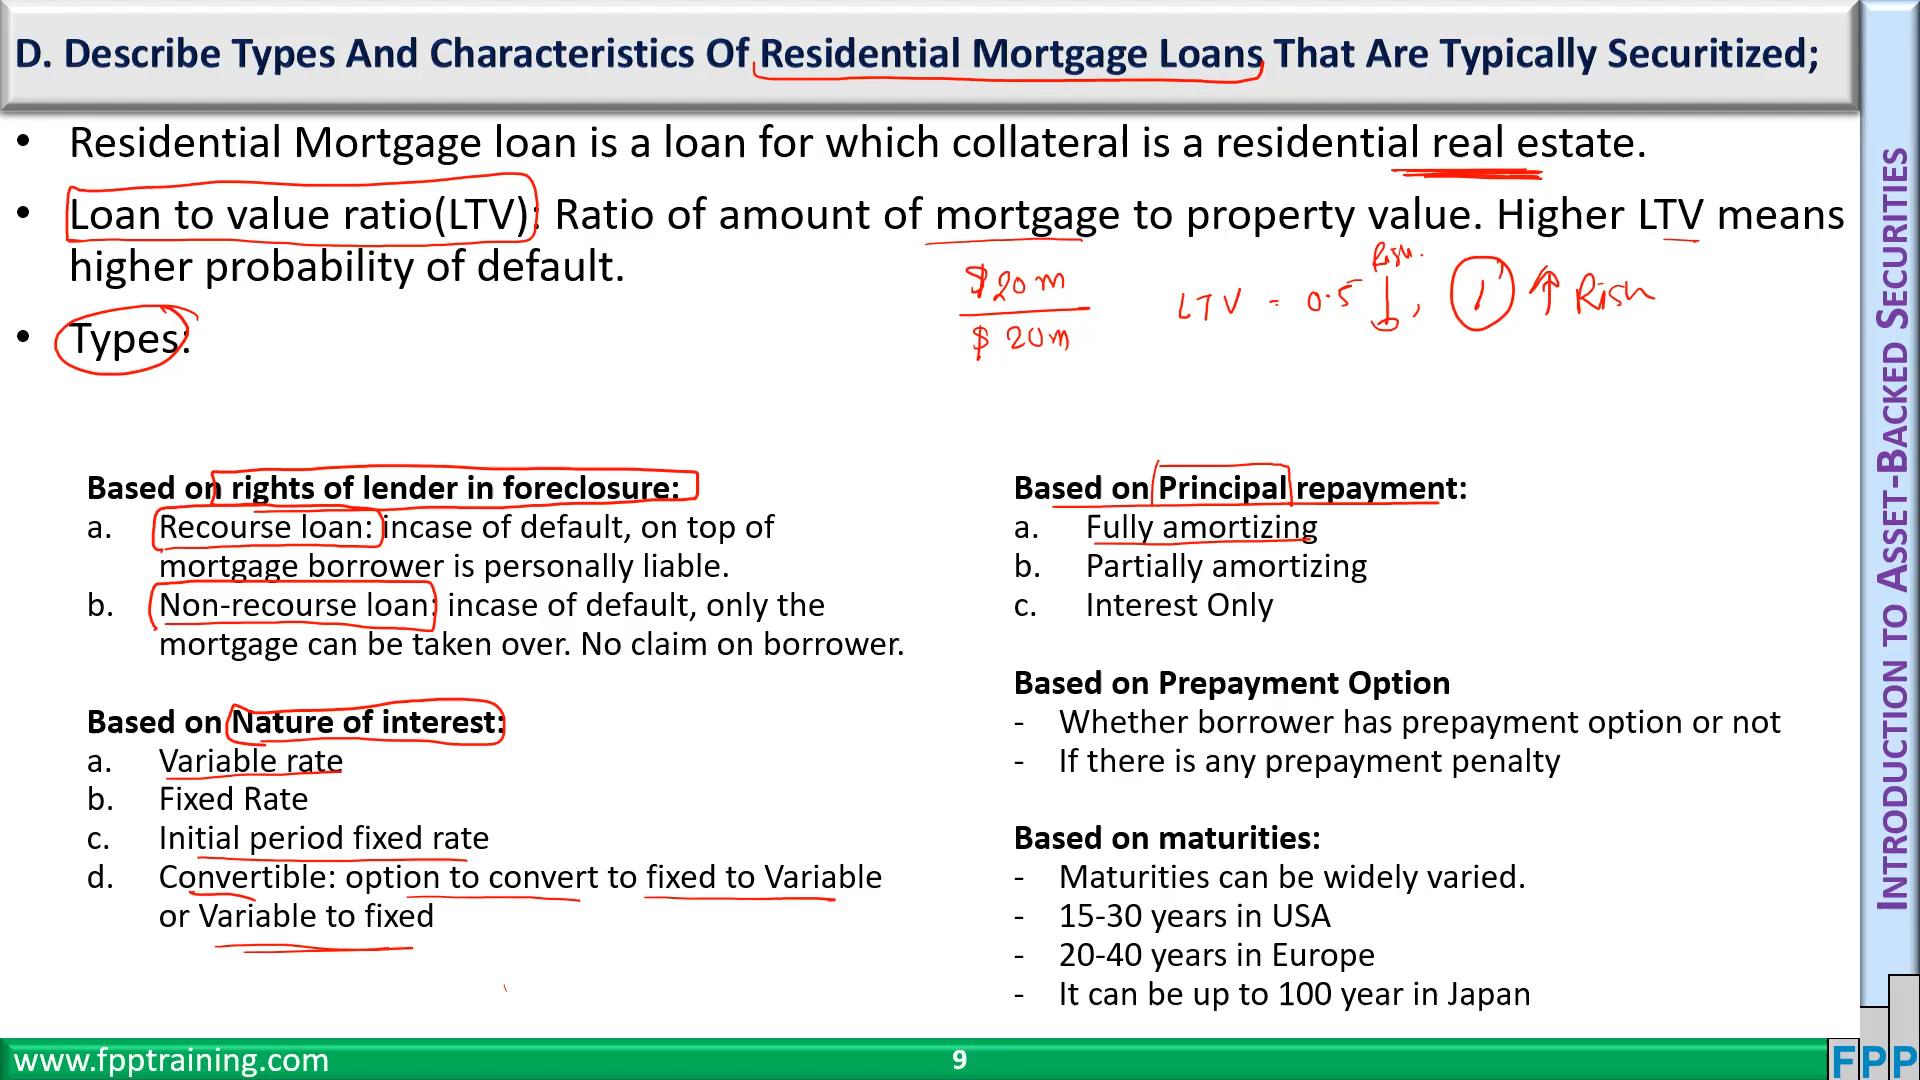 D. Describe Types And Characteristics Of Residential Mortgage Loans That Are Typically Securitized;
• Residential Mortgage loan is a loan for which collateral is a residential real estate.
• Loan to value ratio(LTV): Ratio of amount of mortgage to property value. Higher LTV means
higher probability of default.
$20m
$ 20m
LTV = 0.5 Risk. , 1 ↑ Risk
• Types:
Based on rights of lender in foreclosure:
a. Recourse loan: incase of default, on top of
mortgage borrower is personally liable.
b. Non-recourse loan: incase of default, only the
mortgage can be taken over. No claim on borrower.
Based on Nature of interest:
a. Variable rate
b. Fixed Rate
c. Initial period fixed rate
d. Convertible: option to convert to fixed to Variable
or Variable to fixed
Based on Principal repayment:
a. Fully amortizing
b. Partially amortizing
c. Interest Only
Based on Prepayment Option
- Whether borrower has prepayment option or not
- If there is any prepayment penalty
Based on maturities:
- Maturities can be widely varied.
- 15-30 years in USA
- 20-40 years in Europe
- It can be up to 100 year in Japan
INTRODUCTION TO ASSET-BACKED SECURITIES
www.fpptraining.com
9
FPP